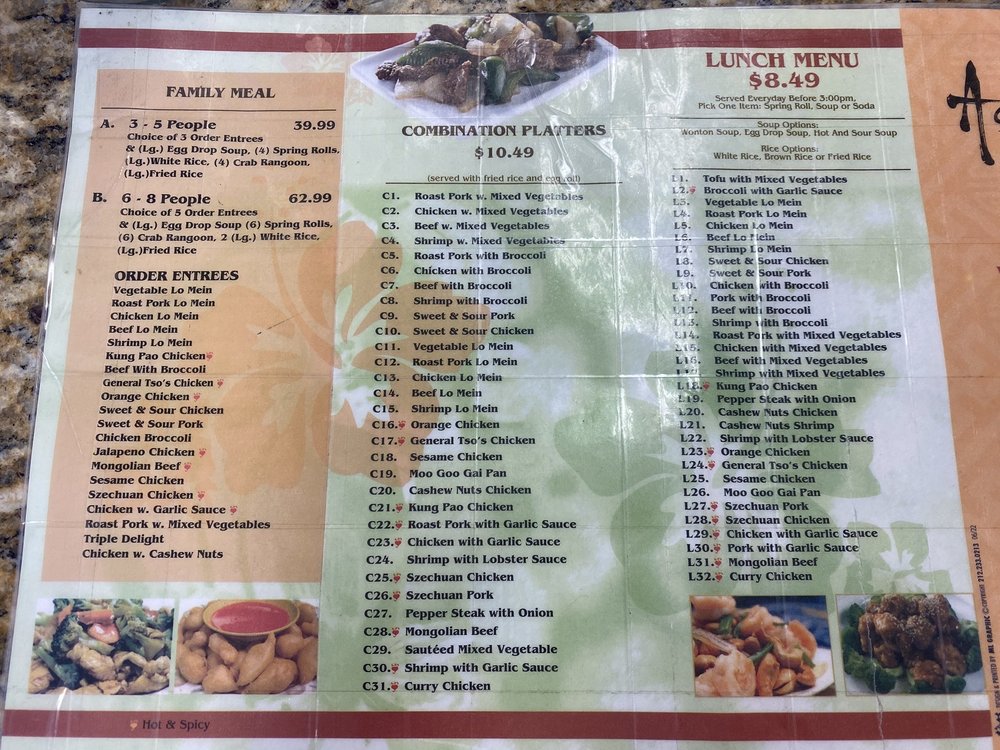 FAMILY MEAL
A. 3 - 5 People 39.99
Choice of 3 Order Entrees
& (Lg.) Egg Drop Soup, (4) Spring Rolls,
(Lg.)White Rice, (4) Crab Rangoon,
(Lg.)Fried Rice
B. 6 - 8 People 62.99
Choice of 5 Order Entrees
& (Lg.) Egg Drop Soup (6) Spring Rolls,
(6) Crab Rangoon, 2 (Lg.) White Rice,
(Lg.)Fried Rice
ORDER ENTREES
Vegetable Lo Mein
Roast Pork Lo Mein
Chicken Lo Mein
Beef Lo Mein
Shrimp Lo Mein
Kung Pao Chicken
Beef With Broccoli
General Tso's Chicken
Orange Chicken
Sweet & Sour Chicken
Sweet & Sour Pork
Chicken Broccoli
Jalapeno Chicken
Mongolian Beef
Sesame Chicken
Szechuan Chicken
Chicken w. Garlic Sauce
Roast Pork w. Mixed Vegetables
Triple Delight
Chicken w. Cashew Nuts
Hot & Spicy
COMBINATION PLATTERS
$10.49
(served with fried rice and egg roll)
C1. Roast Pork w. Mixed Vegetables
C2. Chicken w. Mixed Vegetables
C3. Beef w. Mixed Vegetables
C4. Shrimp w. Mixed Vegetables
C5. Roast Pork with Broccoli
C6. Chicken with Broccoli
C7. Beef with Broccoli
C8. Shrimp with Broccoli
C9. Sweet & Sour Pork
C10. Sweet & Sour Chicken
C11. Vegetable Lo Mein
C12. Roast Pork Lo Mein
C13. Chicken Lo Mein
C14. Beef Lo Mein
C15. Shrimp Lo Mein
C16. Orange Chicken
C17. General Tso's Chicken
C18. Sesame Chicken
C19. Moo Goo Gai Pan
C20. Cashew Nuts Chicken
C21. Kung Pao Chicken
C22. Roast Pork with Garlic Sauce
C23. Chicken with Garlic Sauce
C24. Shrimp with Lobster Sauce
C25. Szechuan Chicken
C26. Szechuan Pork
C27. Pepper Steak with Onion
C28. Mongolian Beef
C29. Sautéed Mixed Vegetable
C30. Shrimp with Garlic Sauce
C31. Curry Chicken
LUNCH MENU
$8.49
Served Everyday Before 3:00pm,
Pick One Item: Spring Roll, Soup or Soda
Soup Options:
Wonton Soup, Egg Drop Soup, Hot And Sour Soup
Rice Options:
White Rice, Brown Rice or Fried Rice
L1. Tofu with Mixed Vegetables
L2. Broccoli with Garlic Sauce
L3. Vegetable Lo Mein
L4. Roast Pork Lo Mein
L5. Chicken Lo Mein
L6. Beef Lo Mein
L7. Shrimp Lo Mein
L8. Sweet & Sour Chicken
L9. Sweet & Sour Pork
L10. Chicken with Broccoli
L11. Pork with Broccoli
L12. Beef with Broccoli
L13. Shrimp with Broccoli
L14. Roast Pork with Mixed Vegetables
L15. Chicken with Mixed Vegetables
L16. Beef with Mixed Vegetables
L17. Shrimp with Mixed Vegetables
L18. Kung Pao Chicken
L19. Pepper Steak with Onion
L20. Cashew Nuts Chicken
L21. Cashew Nuts Shrimp
L22. Shrimp with Lobster Sauce
L23. Orange Chicken
L24. General Tso's Chicken
L25. Sesame Chicken
L26. Moo Goo Gai Pan
L27. Szechuan Pork
L28. Szechuan Chicken
L29. Chicken with Garlic Sauce
L30. Pork with Garlic Sauce
L31. Mongolian Beef
L32. Curry Chicken
& PRINTED BY MIL GRAPHIC COPYRIGHT 212.233.0213 06/22